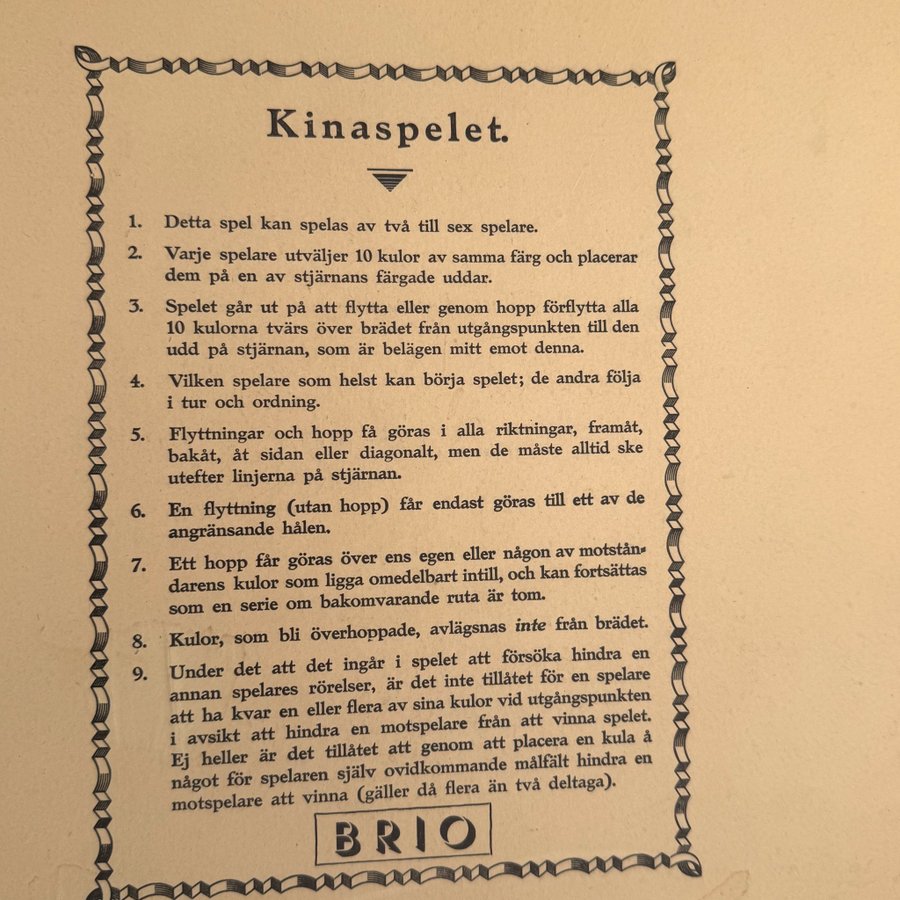 Kinaspelet.
1. Detta spel kan spelas av två till sex spelare.
2. Varje spelare utväljer 10 kulor av samma färg och placerar
dem på en av stjärnans färgade uddar.
3. Spelet går ut på att flytta eller genom hopp förflytta alla
10 kulorna tvärs över brädet från utgångspunkten till den
udd på stjärnan, som är belägen mitt emot denna.
4. Vilken spelare som helst kan börja spelet; de andra följa
i tur och ordning.
5. Flyttningar och hopp få göras i alla riktningar, framåt,
bakåt, åt sidan eller diagonalt, men de måste alltid ske
utefter linjerna på stjärnan.
6. En flyttning (utan hopp) får endast göras till ett av de
angränsande hålen.
7. Ett hopp får göras över ens egen eller någon av motstån-
darens kulor som ligga omedelbart intill, och kan fortsättas
som en serie om bakomvarande ruta är tom.
8. Kulor, som bli överhoppade, avlägsnas inte från brädet.
9. Under det att det ingår i spelet att försöka hindra en
annan spelares rörelser, är det inte tillåtet för en spelare
att ha kvar en eller flera av sina kulor vid utgångspunkten
i avsikt att hindra en motspelare från att vinna spelet.
Ej heller är det tillåtet att genom att placera en kula å
något för spelaren själv ovidkommande målfält hindra en
motspelare att vinna (gäller då flera än två deltaga).
BRIO